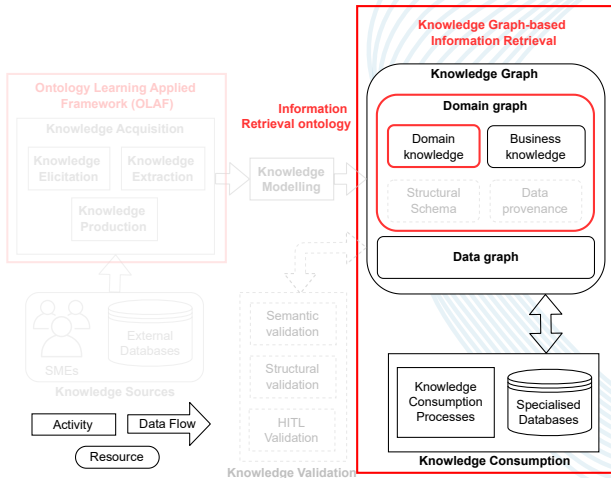 Knowledge Graph-based
Information Retrieval
Knowledge Graph
Ontology Learning Applied
Framework (OLAF)
Information
Retrieval ontology
Domain graph
Knowledge Acquisition
Domain
knowledge
Business
knowledge
Knowledge
Elicitation
Knowledge
Extraction
Knowledge
Modelling
Structural
Schema
Data
provenance
Knowledge
Production
Data graph
Semantic
validation
External
Databases
SMEs
Knowledge Sources
Structural
validation
Knowledge
Consumption
Processes
Specialised
Databases
Activity
Data Flow
HITL
Validation
Resource
Knowledge Consumption
Knowledge Validation